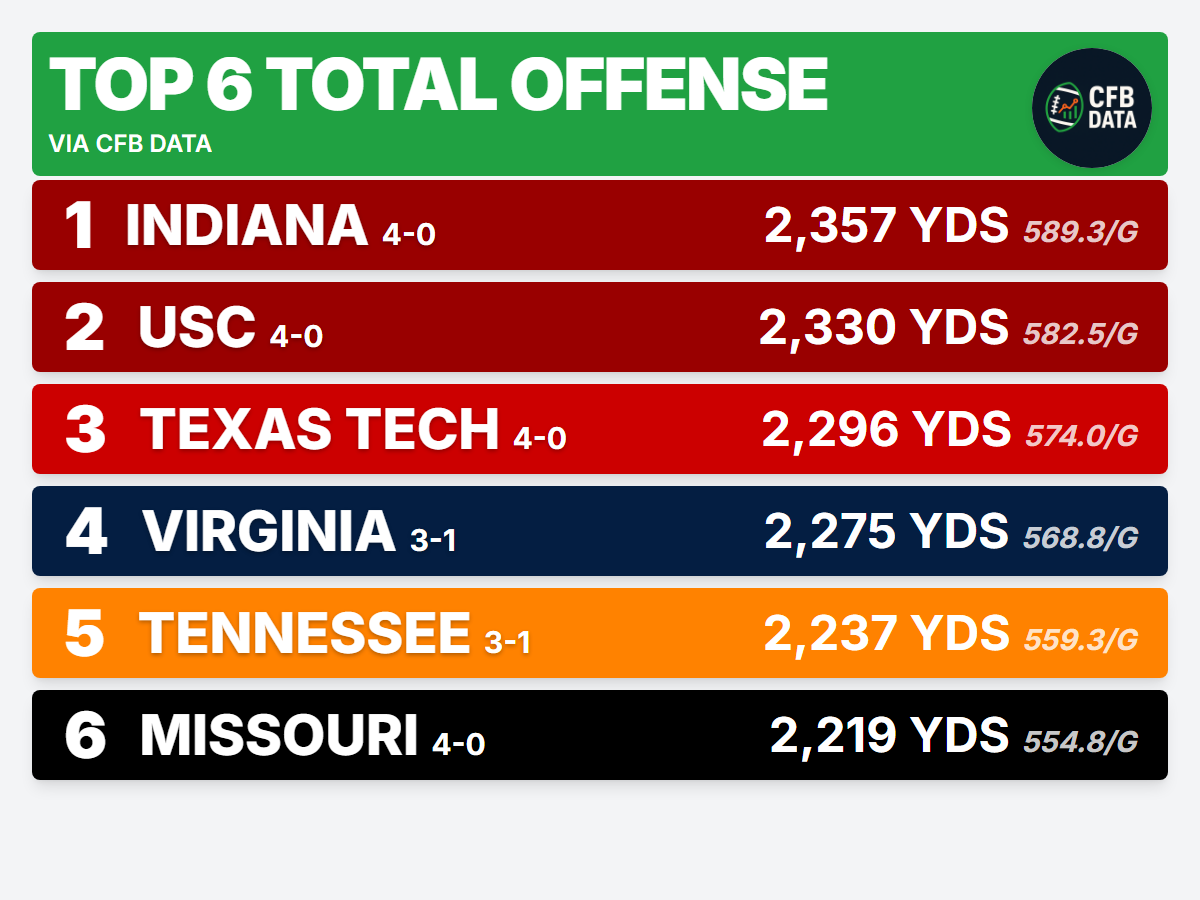 TOP 6 TOTAL OFFENSE
VIA CFB DATA
CFB
DATA
1 INDIANA 4-0 2,357 YDS 589.3/G
2 USC 4-0 2,330 YDS 582.5/G
3 TEXAS TECH 4-0 2,296 YDS 574.0/G
4 VIRGINIA 3-1 2,275 YDS 568.8/G
5 TENNESSEE 3-1 2,237 YDS 559.3/G
6 MISSOURI 4-0 2,219 YDS 554.8/G